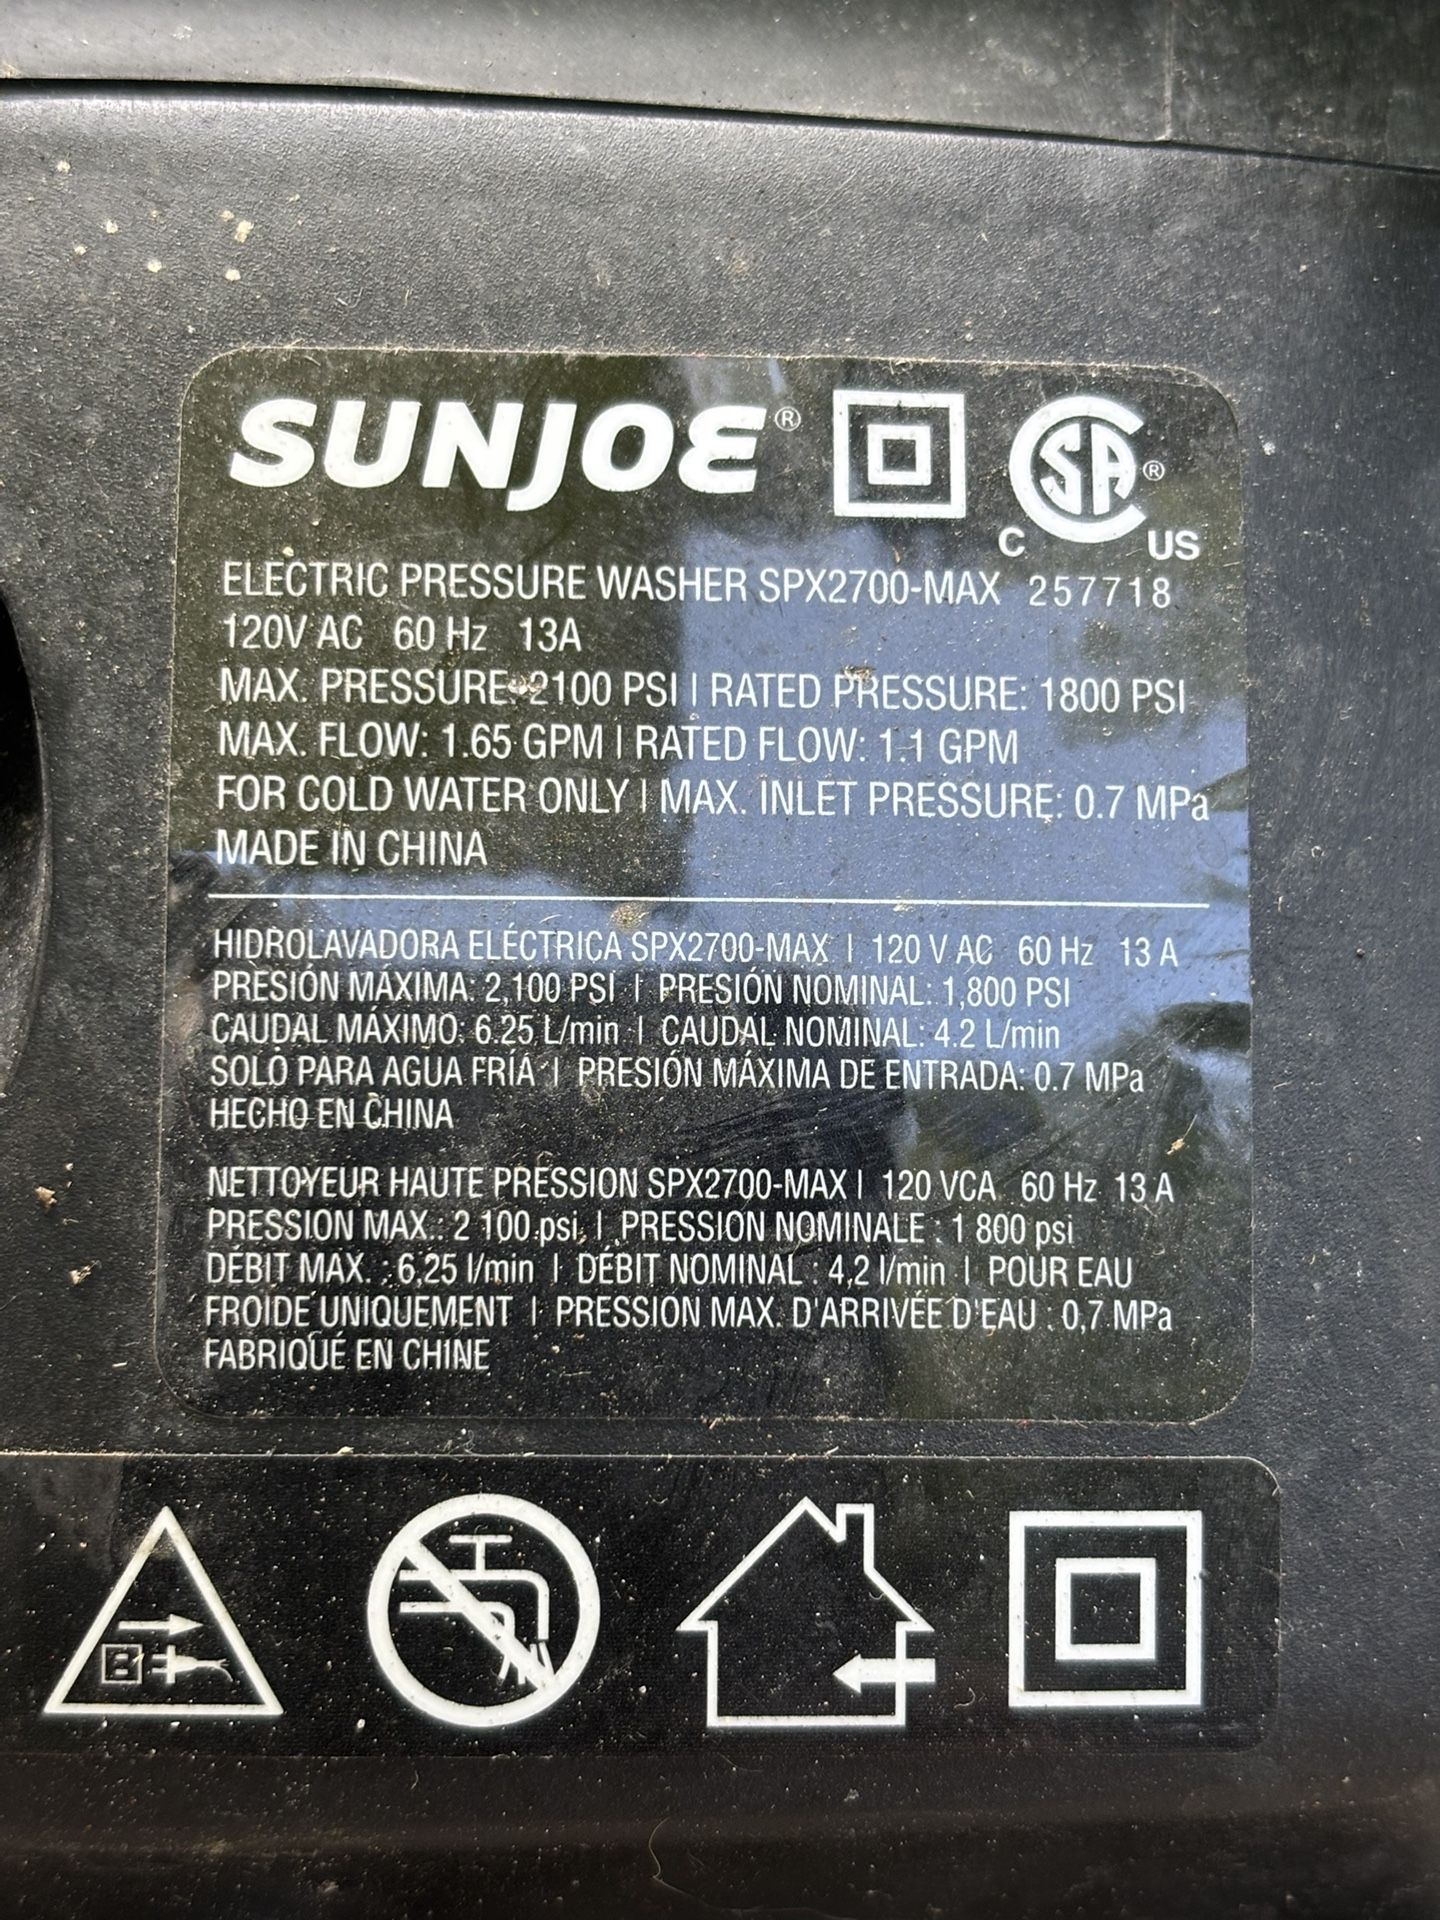 SUNJOE®
C SA® US
ELECTRIC PRESSURE WASHER SPX2700-MAX 257718
120V AC 60 Hz 13A
MAX. PRESSURE: 2100 PSI | RATED PRESSURE: 1800 PSI
MAX. FLOW: 1.65 GPM | RATED FLOW: 1.1 GPM
FOR COLD WATER ONLY | MAX. INLET PRESSURE: 0.7 MPa
MADE IN CHINA
HIDROLAVADORA ELÉCTRICA SPX2700-MAX | 120 V AC 60 Hz 13 A
PRESIÓN MÁXIMA: 2,100 PSI | PRESIÓN NOMINAL: 1,800 PSI
CAUDAL MÁXIMO: 6.25 L/min | CAUDAL NOMINAL: 4.2 L/min
SOLO PARA AGUA FRÍA | PRESIÓN MÁXIMA DE ENTRADA: 0.7 MPa
HECHO EN CHINA
NETTOYEUR HAUTE PRESSION SPX2700-MAX | 120 VCA 60 Hz 13 A
PRESSION MAX.: 2 100 psi | PRESSION NOMINALE : 1 800 psi
DÉBIT MAX. : 6,25 l/min | DÉBIT NOMINAL : 4,2 l/min | POUR EAU
FROIDE UNIQUEMENT | PRESSION MAX. D'ARRIVÉE D'EAU : 0,7 MPa
FABRIQUÉ EN CHINE